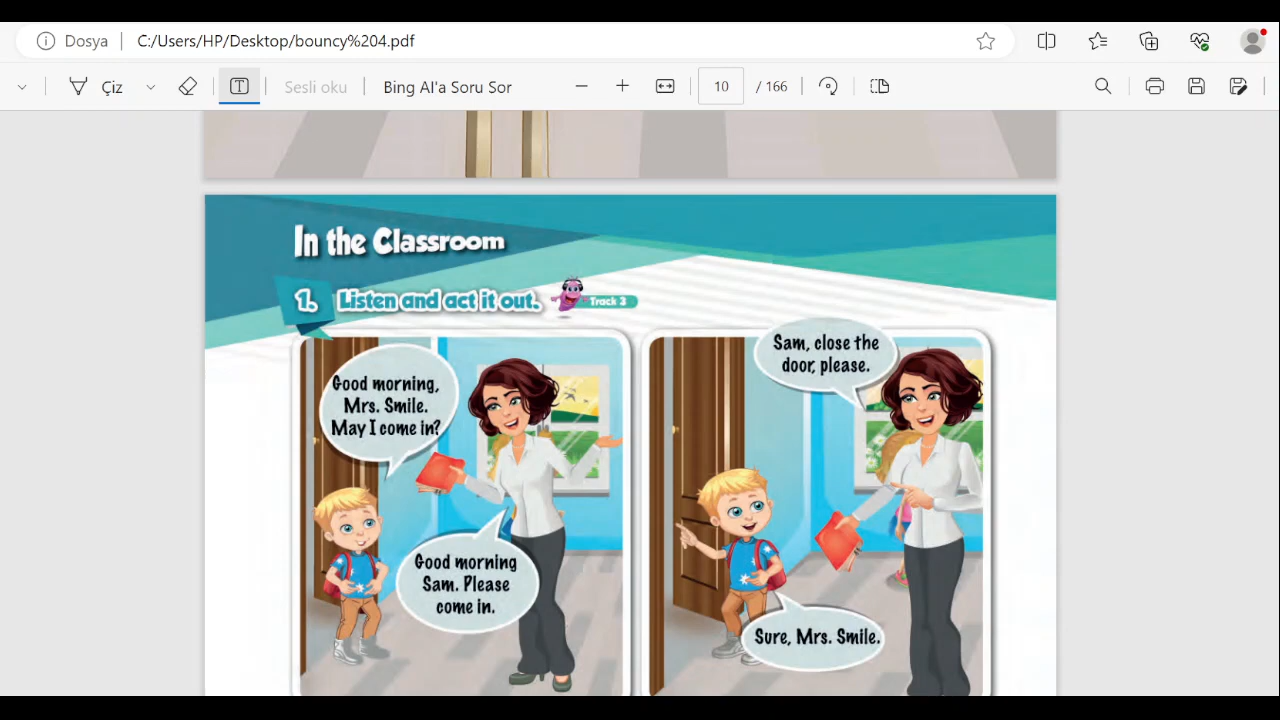 Dosya C:/Users/HP/Desktop/bouncy%204.pdf
Çiz Sesli oku Bing AI'a Soru Sor 10 / 166
In the Classroom
1. Listen and act it out. Track 3
Good morning,
Mrs. Smile.
May I come in?
Good morning
Sam. Please
come in.
Sam, close the
door, please.
Sure, Mrs. Smile.